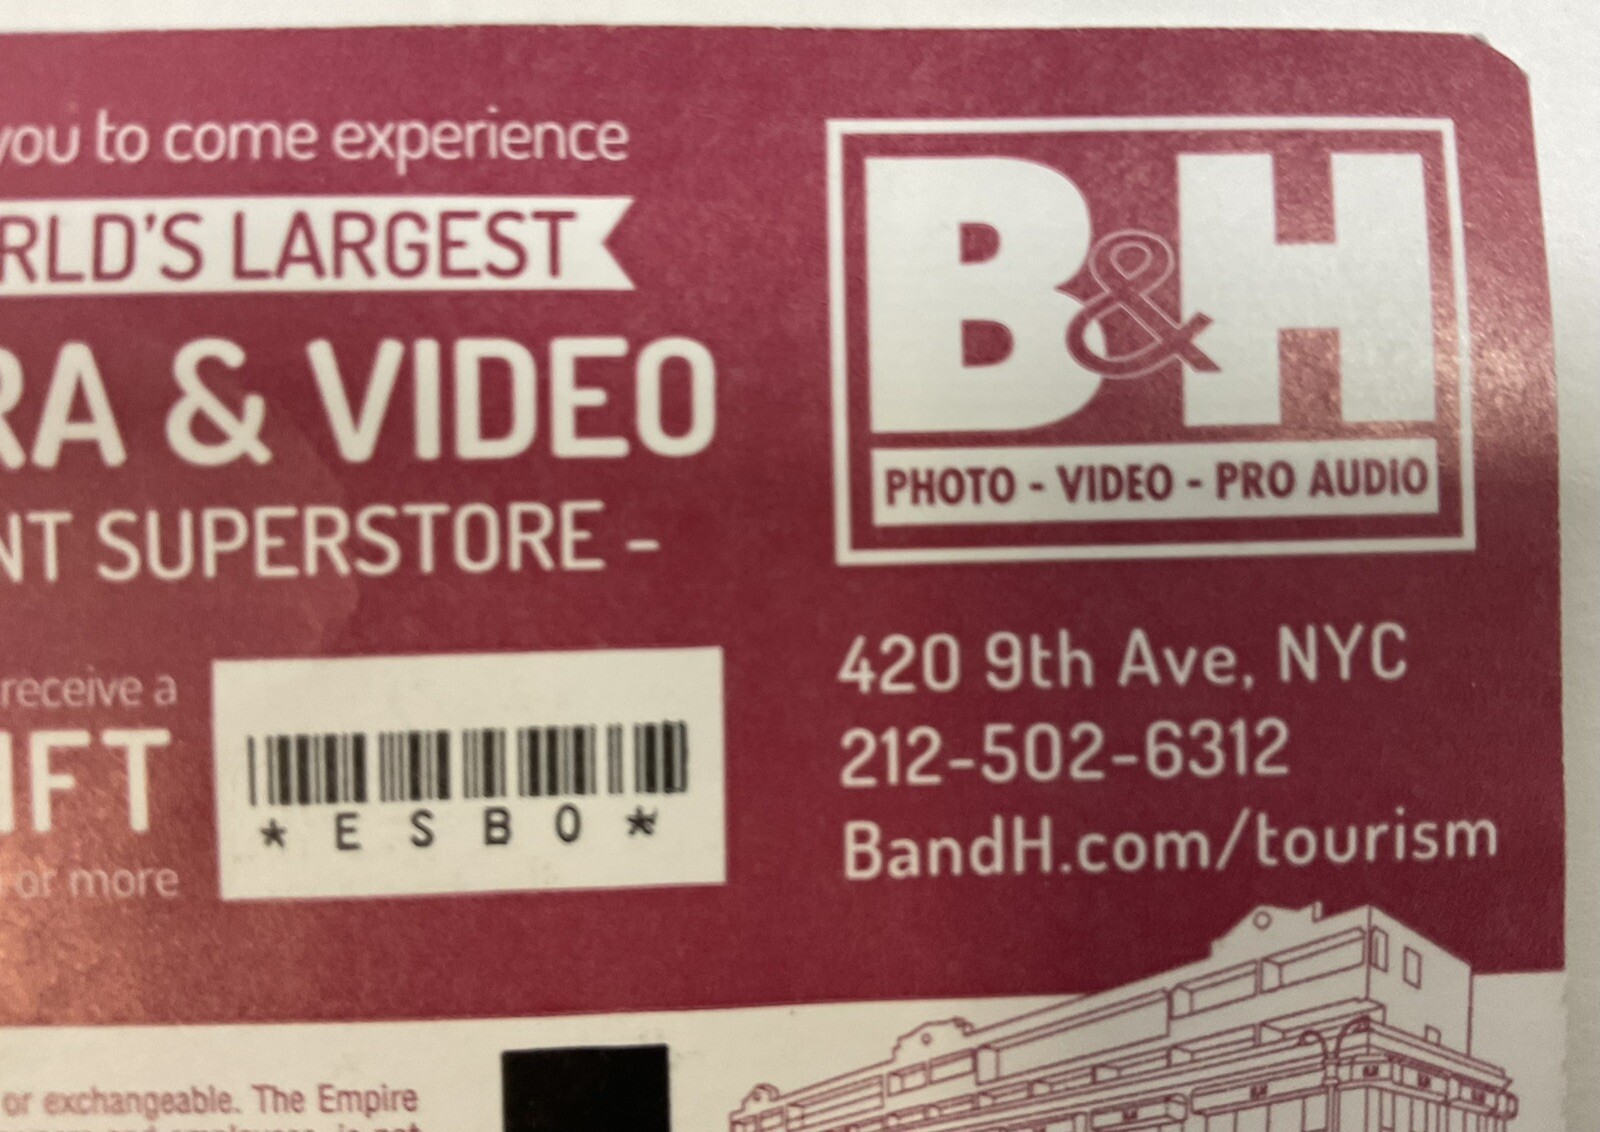 you to come experience
RLD'S LARGEST
RA & VIDEO
NT SUPERSTORE -
receive a
IFT
or more
*ESBO*
B&H
PHOTO - VIDEO - PRO AUDIO
420 9th Ave, NYC
212-502-6312
BandH.com/tourism
or exchangeable. The Empire